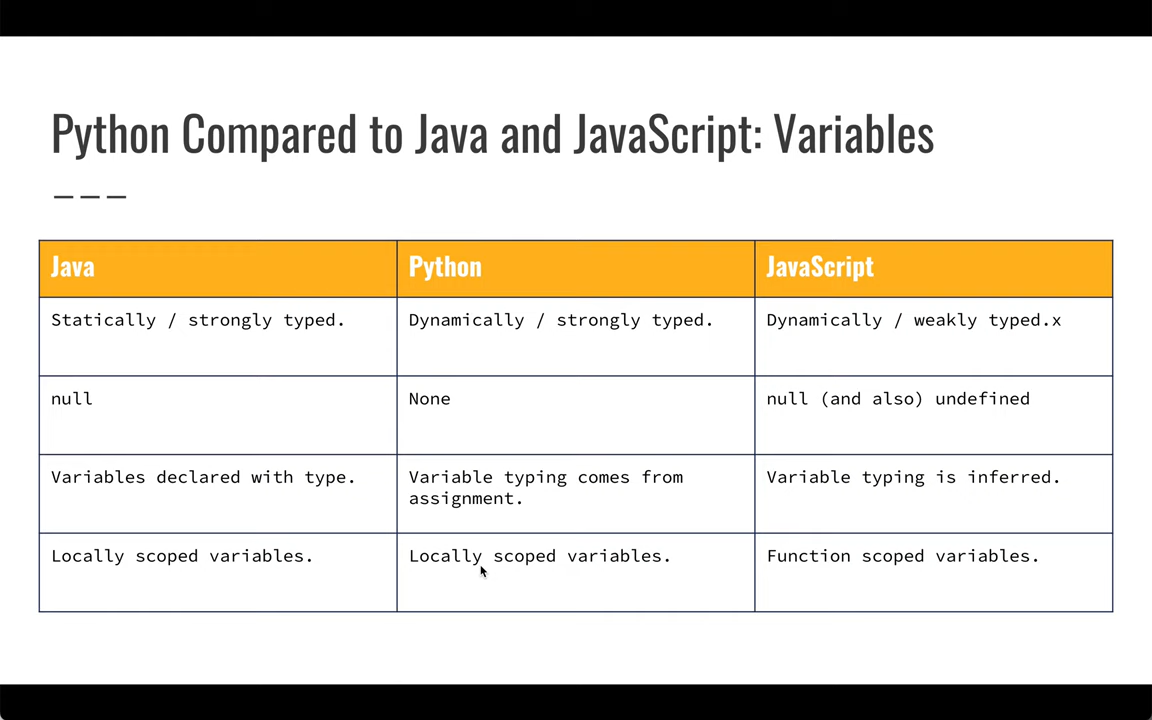 Python Compared to Java and JavaScript: Variables
Java
Python
JavaScript
Statically / strongly typed.
Dynamically / strongly typed.
Dynamically / weakly typed.x
null
None
null (and also) undefined
Variables declared with type.
Variable typing comes from
assignment.
Variable typing is inferred.
Locally scoped variables.
Locally scoped variables.
Function scoped variables.